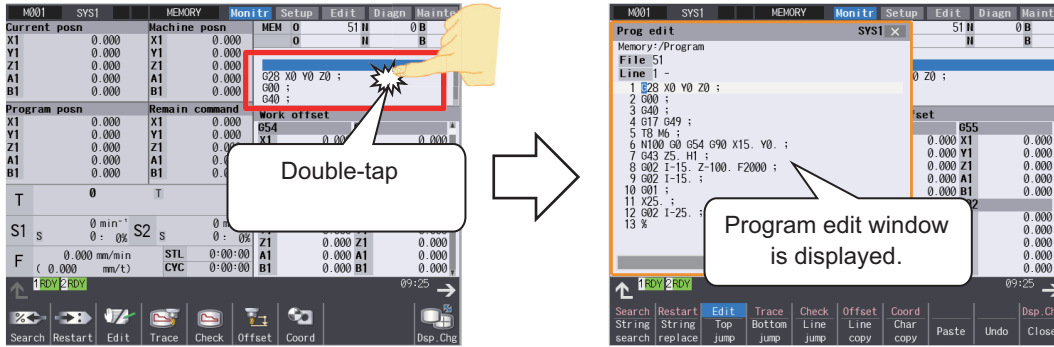 M001 SYS1 MEMORY Monitr Setup Edit Diagn Mainte
Current posn Machine posn MEM O 51 N 0 B
X1 0.000 X1 0.000 O N B
Y1 0.000 Y1 0.000
Z1 0.000 Z1 0.000
A1 0.000 A1 0.000
B1 0.000 B1 0.000
G28 X0 Y0 Z0 ;
G00 ;
G40 ;
Program posn Remain command Work offset
X1 0.000 X1 G54
Y1 0.000 Y1 X1 0.000 0.000
Z1 0.000 Z1
A1 0.000 A1
B1 0.000 B1
Double-tap
T 0 T
S1 S 0 min⁻¹ 0: 0% S2 S 0: 0%
Z1 0.000 Z1 0.000
F 0.000 mm/min STL 0:00:00 A1 0.000 A1 0.000
( 0.000 mm/t) CYC 0:00:00 B1 0.000 B1 0.000
1RDY 2RDY 09:25
Search Restart Edit Trace Check Offset Coord Dsp.Chg
M001 SYS1 MEMORY Monitr Setup Edit Diagn Maint
Prog edit SYS1 × 51 N 0 B
N B
Memory:/Program
File 51
Line 1 -
1 G28 X0 Y0 Z0 ;
2 G00 ;
3 G40 ;
4 G17 G49 ;
5 T8 M6 ;
6 N100 G0 G54 G90 X15. Y0. ;
7 G43 Z5. H1 ;
8 G02 I-15. Z-100. F2000 ;
9 G02 I-15. ;
10 G01 ;
11 X25. ;
12 G02 I-25. ;
13 %
0 Z0 ;
fset
G55
0.000 X1 0.000
0.000 Y1 0.000
0.000 Z1 0.000
0.000 A1 0.000
0.000 B1 0.000
0.000
0.000
0.000
0.000
0.000
Program edit window
is displayed.
1RDY 2RDY 09:25
Search Restart Edit Trace Check Offset Coord Dsp.Ch
String search String replace Top jump Bottom jump Line jump Line copy Char copy Paste Undo Close